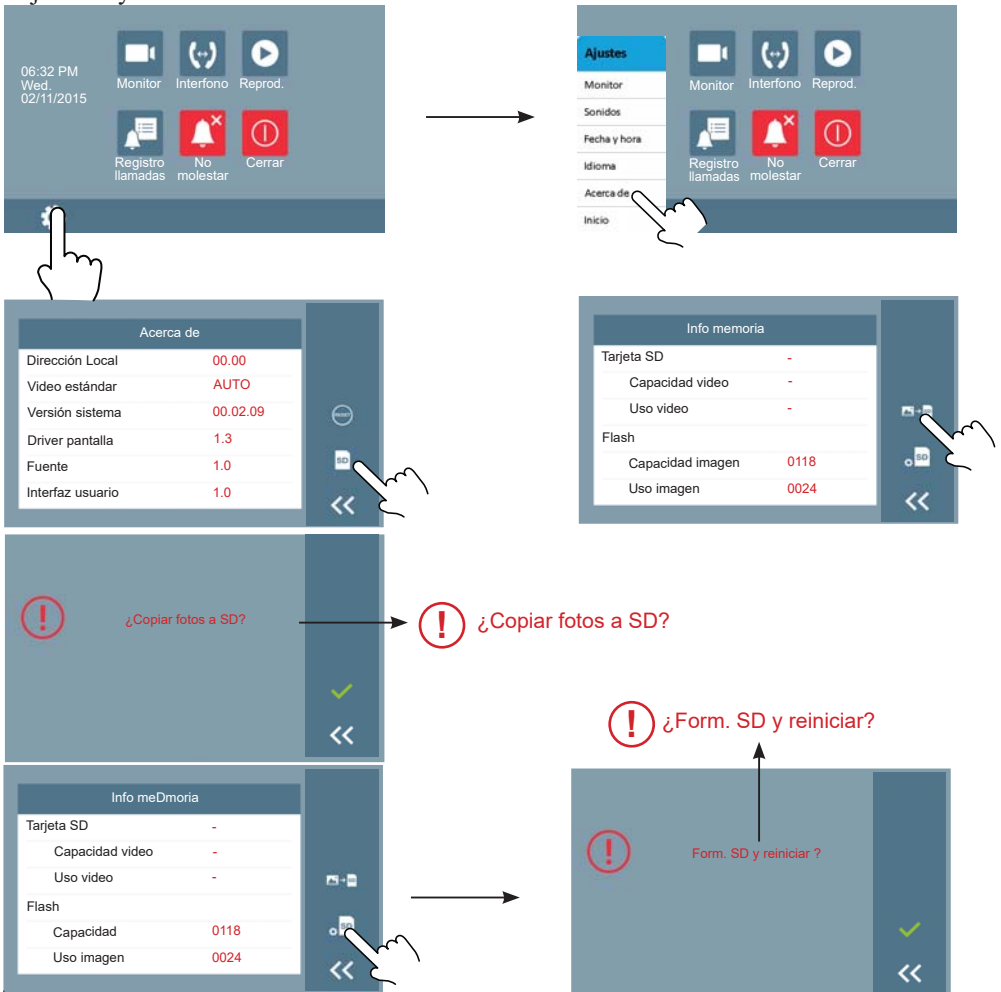 06:32 PM
Wed.
02/11/2015
Monitor
Interfono
Reprod.
Registro
llamadas
No
molestar
Cerrar
Ajustes
Monitor
Sonidos
Fecha y hora
Idioma
Acerca de
Inicio
Monitor
Interfono
Reprod.
Registro
llamadas
No
molestar
Cerrar
Acerca de
Dirección Local 00.00
Video estándar AUTO
Versión sistema 00.02.09
Driver pantalla 1.3
Fuente 1.0
Interfaz usuario 1.0
RESET
SD
Info memoria
Tarjeta SD -
Capacidad video -
Uso video -
Flash
Capacidad imagen 0118
Uso imagen 0024
SD
¿Copiar fotos a SD?
¿Copiar fotos a SD?
¿Form. SD y reiniciar?
Info meDmoria
Tarjeta SD -
Capacidad video -
Uso video -
Flash
Capacidad 0118
Uso imagen 0024
SD
Form. SD y reiniciar ?